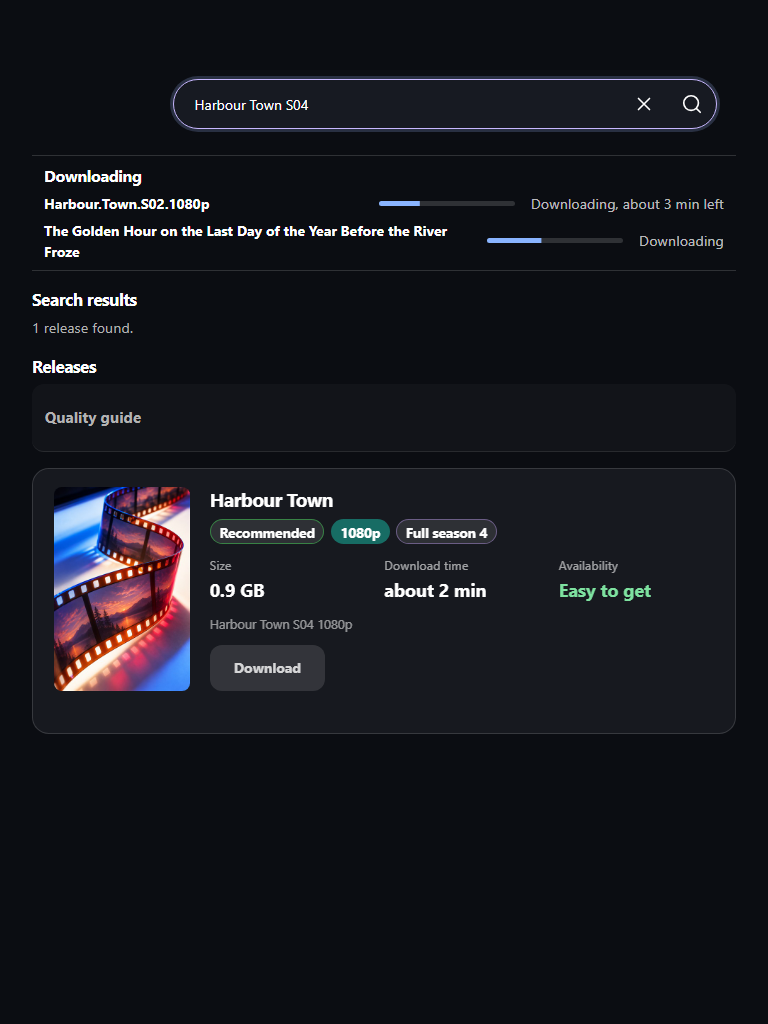 Harbour Town S04
Downloading
Harbour.Town.S02.1080p
Downloading, about 3 min left
The Golden Hour on the Last Day of the Year Before the River
Froze
Downloading
Search results
1 release found.
Releases
Quality guide
Harbour Town
Recommended 1080p Full season 4
Size Download time Availability
0.9 GB about 2 min Easy to get
Harbour Town S04 1080p
Download